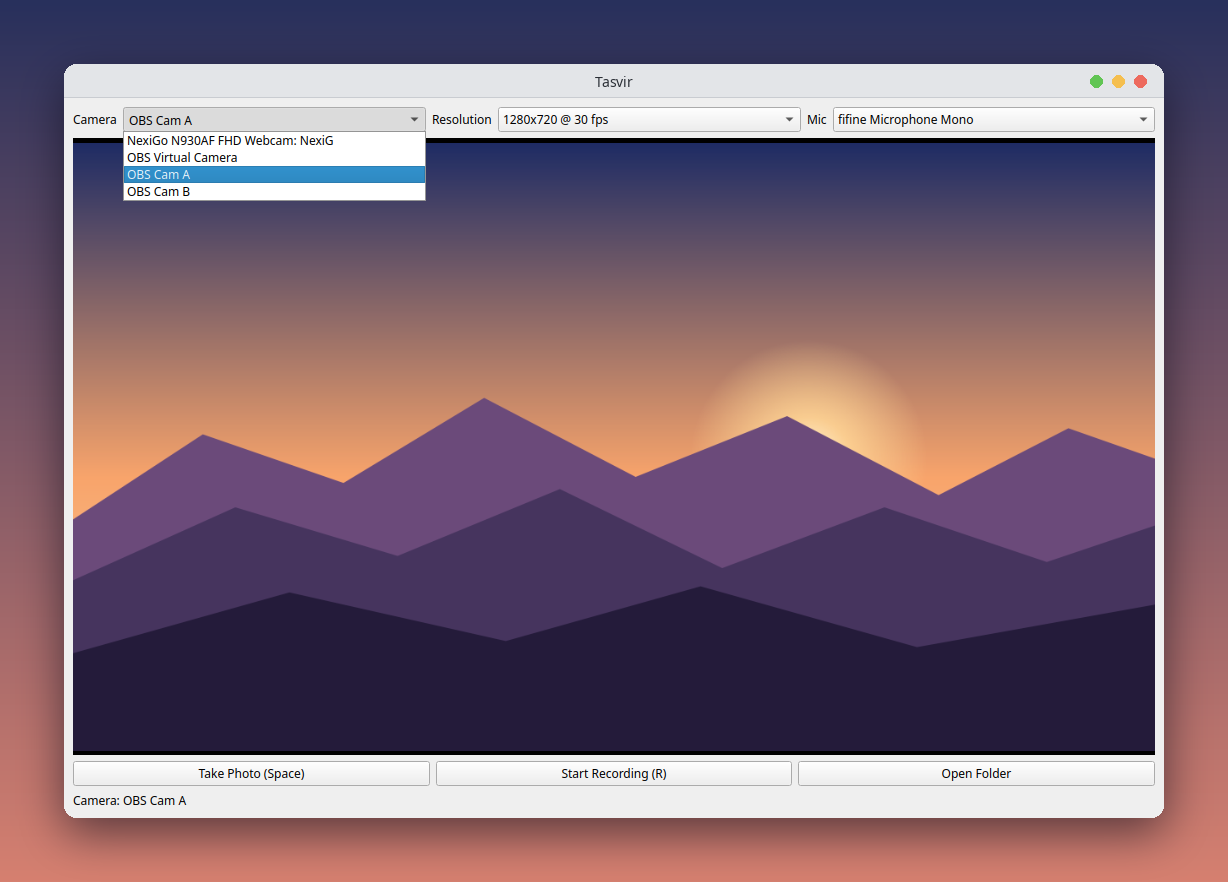 Tasvir
Camera OBS Cam A Resolution 1280x720 @ 30 fps Mic fifine Microphone Mono
NexiGo N930AF FHD Webcam: NexiG
OBS Virtual Camera
OBS Cam A
OBS Cam B
Take Photo (Space) Start Recording (R) Open Folder
Camera: OBS Cam A